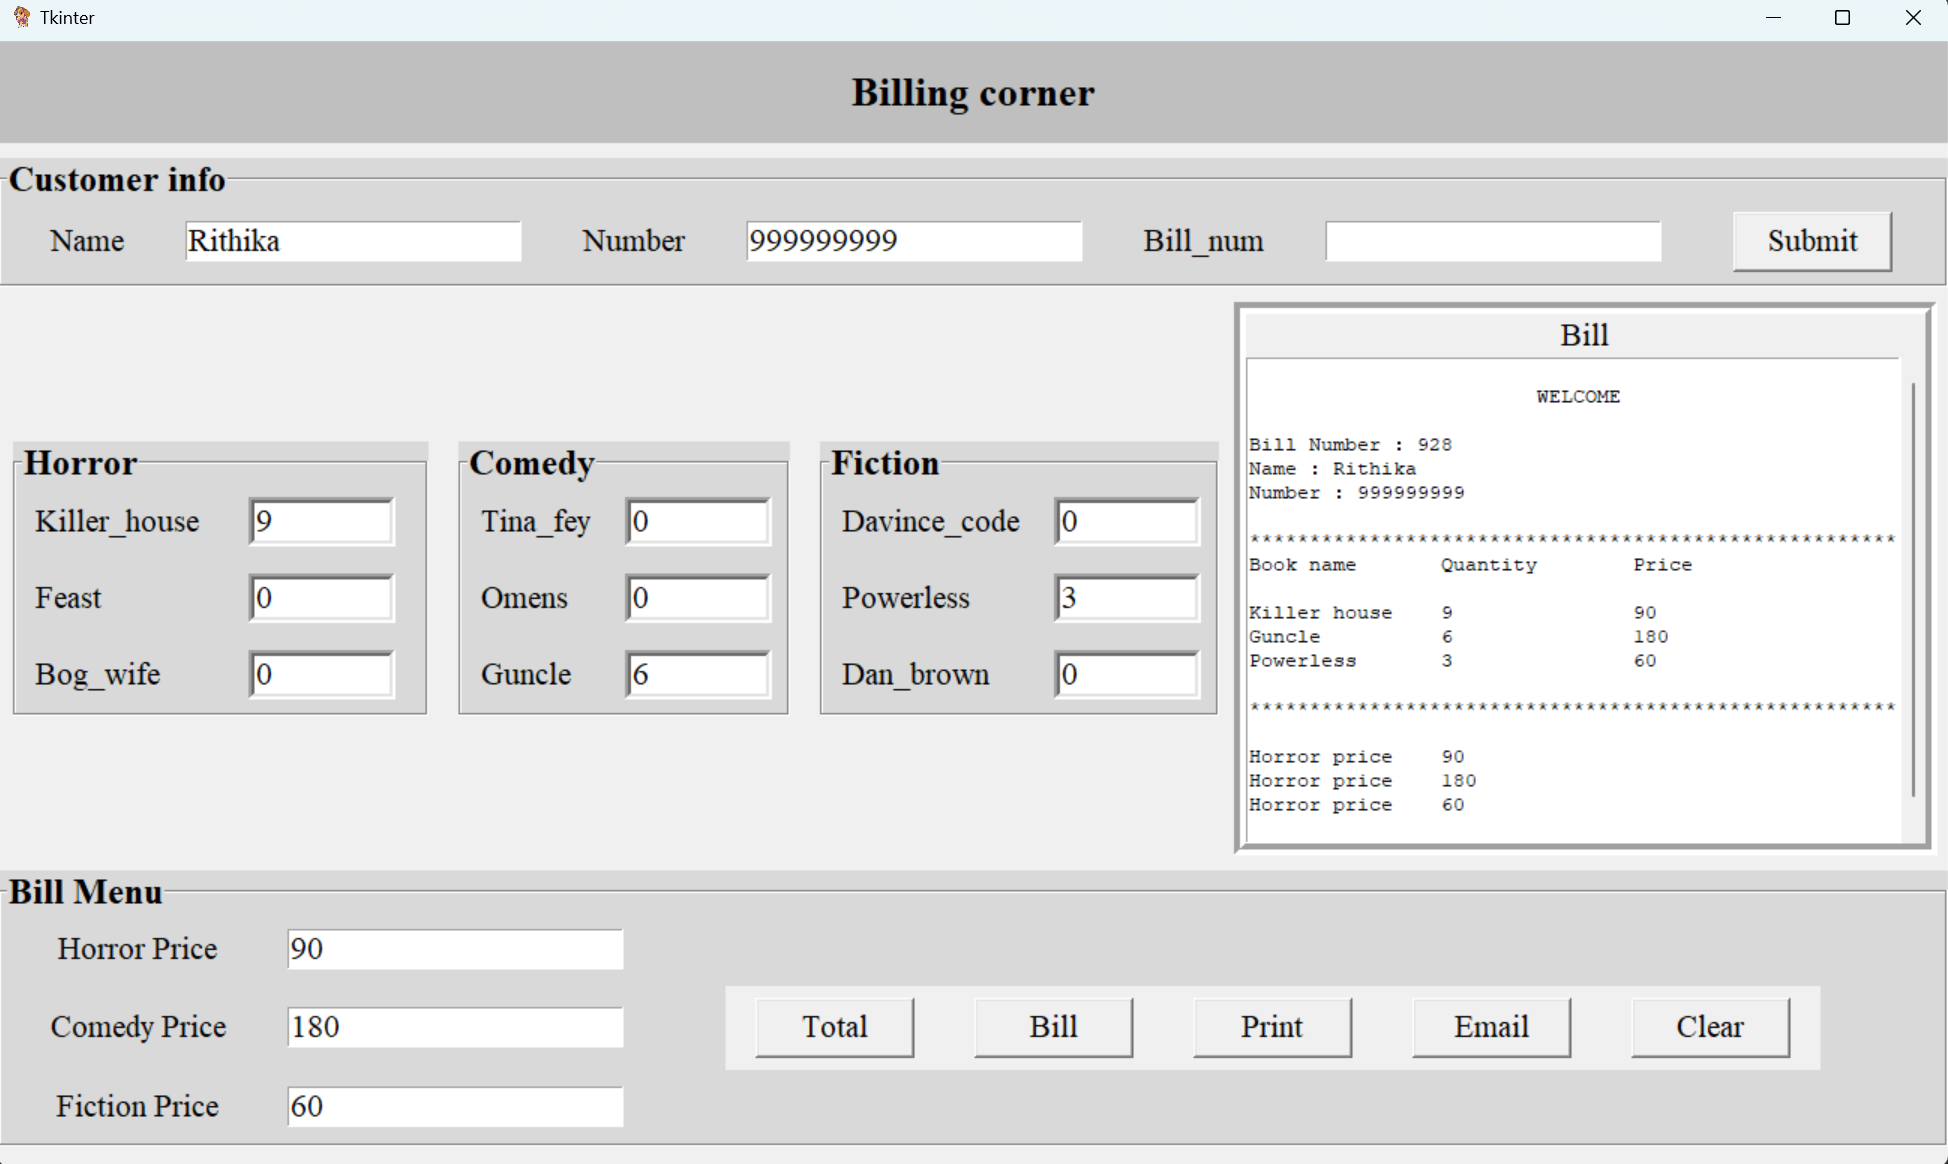 Tkinter
Billing corner
Customer info
Name Rithika Number 999999999 Bill_num Submit
Horror
Killer_house 9
Feast 0
Bog_wife 0
Comedy
Tina_fey 0
Omens 0
Guncle 6
Fiction
Davince_code 0
Powerless 3
Dan_brown 0
Bill
WELCOME
Bill Number : 928
Name : Rithika
Number : 999999999
******************************************************
Book name Quantity Price
Killer house 9 90
Guncle 6 180
Powerless 3 60
******************************************************
Horror price 90
Horror price 180
Horror price 60
Bill Menu
Horror Price 90
Comedy Price 180
Fiction Price 60
Total Bill Print Email Clear